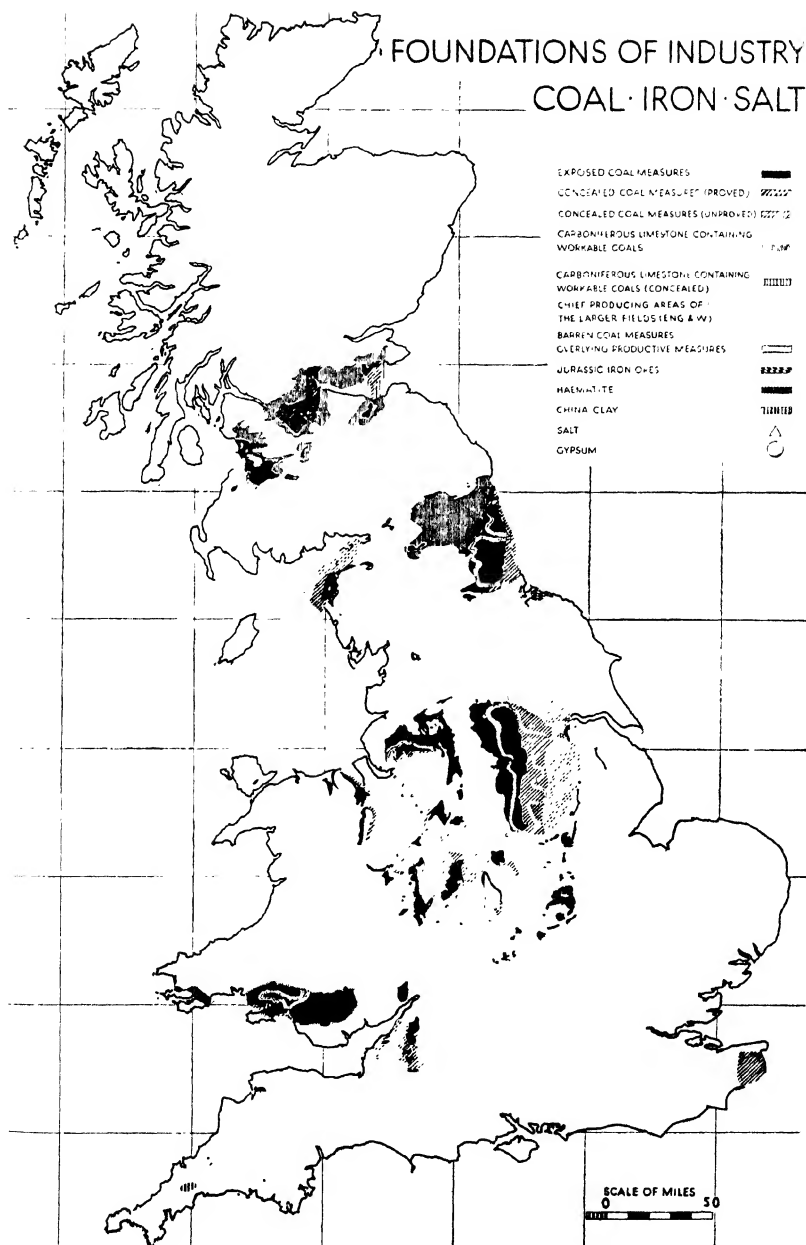 FOUNDATIONS OF INDUSTRY
COAL · IRON · SALT
EXPOSED COAL MEASURES
CONCEALED COAL MEASURES (PROVED)
CONCEALED COAL MEASURES (UNPROVED)
CARBONIFEROUS LIMESTONE CONTAINING
WORKABLE COALS
CARBONIFEROUS LIMESTONE CONTAINING
WORKABLE COALS (CONCEALED)
CHIEF PRODUCING AREAS OF
THE LARGER FIELDS (ENG & W)
BARREN COAL MEASURES
OVERLYING PRODUCTIVE MEASURES
JURASSIC IRON ORES
HAEMATITE
CHINA CLAY
SALT
GYPSUM
SCALE OF MILES
0 50